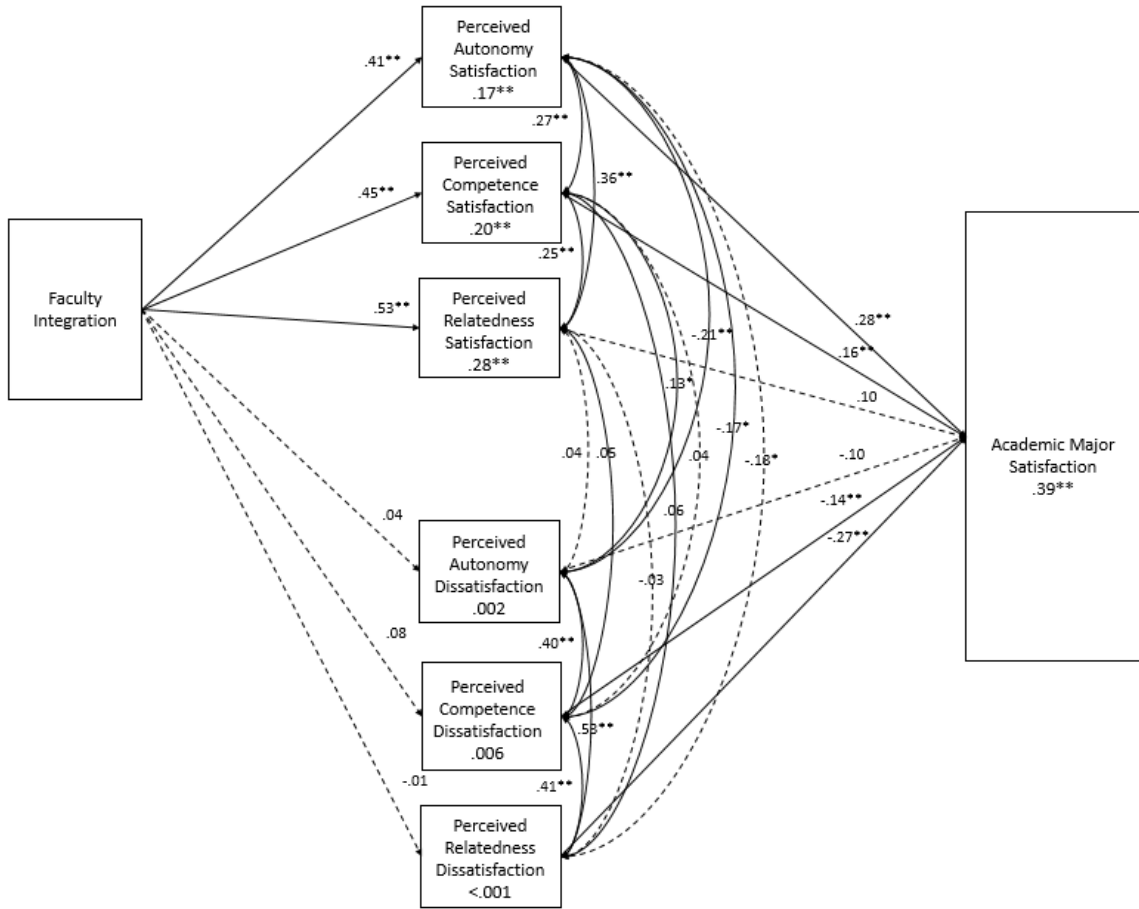 Perceived
Autonomy
Satisfaction
.17**
.41**
.27**
Perceived
Competence
Satisfaction
.20**
.45**
.36**
.25**
Faculty
Integration
Perceived
Relatedness
Satisfaction
.28**
.53**
-.21**
.13*
.28**
.16**
.10
-.17*
-.18*
.04
.05
.04
-.10
-.14**
-.27**
Academic Major
Satisfaction
.39**
.06
.04
Perceived
Autonomy
Dissatisfaction
.002
-.03
.08
.40**
Perceived
Competence
Dissatisfaction
.006
.53**
-.01
.41**
Perceived
Relatedness
Dissatisfaction
<.001